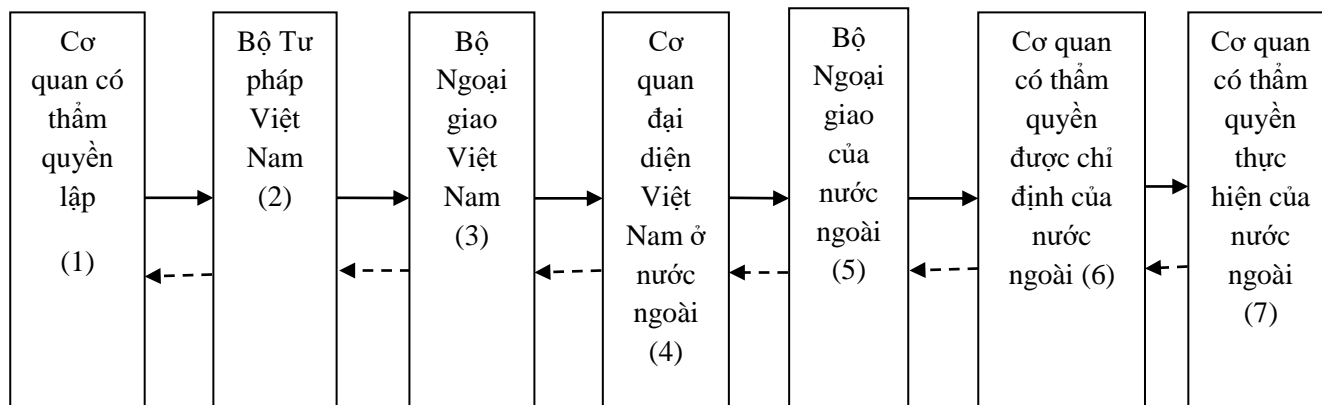 Cơ
quan có
thẩm
quyền
lập
(1)
Bộ Tư
pháp
Việt
Nam
(2)
Bộ
Ngoại
giao
Việt
Nam
(3)
Cơ
quan
đại
diện
Việt
Nam ở
nước
ngoài
(4)
Bộ
Ngoại
giao
của
nước
ngoài
(5)
Cơ quan
có thẩm
quyền
được chỉ
định của
nước
ngoài (6)
Cơ quan
có thẩm
quyền
thực
hiện của
nước
ngoài
(7)